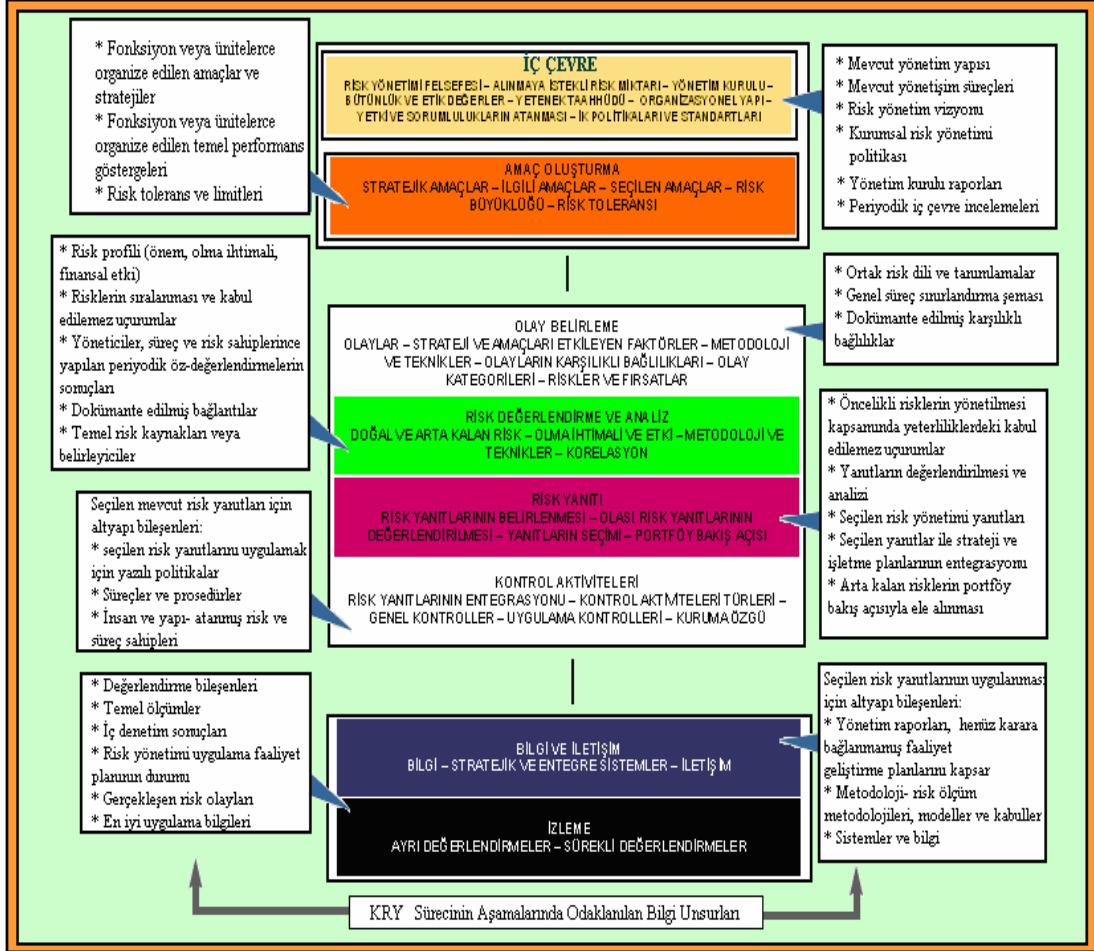 * Fonksiyon veya ünitelerce
organize edilen amaçlar ve
stratejiler
* Fonksiyon veya ünitelerce
organize edilen temel performans
göstergeleri
* Risk tolerans ve limitleri
İÇ ÇEVRE
RİSK YÖNETİMİ FELSEFESİ – ALINMAYA İSTEKLİ RİSK MİKTARI – YÖNETİM KURULU –
BÜTÜNLÜK VE ETİK DEĞERLER – YETENEK TAAHHÜDÜ – ORGANİZASYONEL YAPI –
YETKİ VE SORUMLULUKLARIN ATANMASI – İK POLİTİKALARI VE STANDARTLARI
* Mevcut yönetim yapısı
* Mevcut yönetişim süreçleri
* Risk yönetim vizyonu
* Kurumsal risk yönetimi
politikası
* Yönetim kurulu raporları
* Periyodik iç çevre incelemeleri
AMAÇ OLUŞTURMA
STRATEJİK AMAÇLAR – İLGİLİ AMAÇLAR – SEÇİLEN AMAÇLAR – RİSK
BÜYÜKLÜĞÜ – RİSK TOLERANSI
* Risk profili (önem, olma ihtimali,
finansal etki)
* Risklerin sıralanması ve kabul
edilemez uçurumlar
* Yöneticiler, süreç ve risk sahiplerince
yapılan periyodik öz-değerlendirmelerin
sonuçları
* Dokümante edilmiş bağlantılar
* Temel risk kaynakları veya
belirleyiciler
* Ortak risk dili ve tanımlamalar
* Genel süreç sınırlandırma şeması
* Dokümante edilmiş karşılıklı
bağlılıklar
OLAY BELİRLEME
OLAYLAR – STRATEJİ VE AMAÇLARI ETKİLEYEN FAKTÖRLER – METODOLOJİ
VE TEKNİKLER – OLAYLARIN KARŞILIKLI BAĞLILIKLARI – OLAY
KATEGORİLERİ – RİSKLER VE FIRSATLAR
RİSK DEĞERLENDİRME VE ANALİZ
DOĞAL VE ARTA KALAN RİSK – OLMA İHTİMALİ VE ETKİ – METODOLOJİ VE
TEKNİKLER – KORELASYON
RİSK YANITI
RİSK YANITLARININ BELİRLENMESİ – OLASI RİSK YANITLARININ
DEĞERLENDİRİLMESİ – YANITLARIN SEÇİMİ – PORTFÖY BAKIŞ AÇISI
* Öncelikli risklerin yönetilmesi
kapsamında yeterliliklerdeki kabul
edilemez uçurumlar
* Yanıtların değerlendirilmesi ve
analizi
* Seçilen risk yönetimi yanıtları
* Seçilen yanıtlar ile strateji ve
işletme planlarının entegrasyonu
* Arta kalan risklerin portföy
bakış açısıyla ele alınması
Seçilen mevcut risk yanıtları için
altyapı bileşenleri:
* seçilen risk yanıtlarını uygulamak
için yazılı politikalar
* Süreçler ve prosedürler
* İnsan ve yapı- atanmış risk ve
süreç sahipleri
KONTROL AKTİVİTELERİ
RİSK YANITLARININ ENTEGRASYONU – KONTROL AKTİVİTELERİ TÜRLERİ –
GENEL KONTROLLER – UYGULAMA KONTROLLERİ – KURUMA ÖZGÜ
* Değerlendirme bileşenleri
* Temel ölçümler
* İç denetim sonuçları
* Risk yönetimi uygulama faaliyet
planının durumu
* Gerçekleşen risk olayları
* En iyi uygulama bilgileri
BİLGİ VE İLETİŞİM
BİLGİ – STRATEJİK VE ENTEGRE SİSTEMLER – İLETİŞİM
İZLEME
AYRI DEĞERLENDİRMELER – SÜREKLİ DEĞERLENDİRMELER
Seçilen risk yanıtlarının uygulanması
için altyapı bileşenleri:
* Yönetim raporları, henüz karara
bağlanmamış faaliyet
geliştirme planlarını kapsar
* Metodoloji- risk ölçüm
metodolojileri, modeller ve kabuller
* Sistemler ve bilgi
KRY Sürecinin Aşamalarında Odaklanılan Bilgi Unsurları